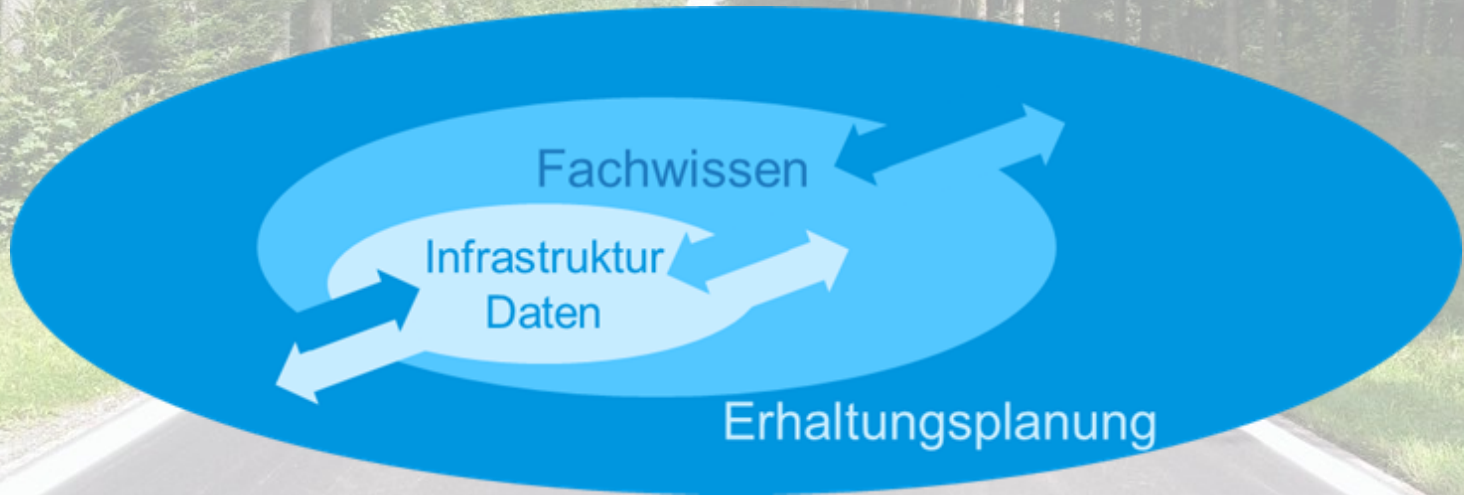 Fachwissen
Infrastruktur
Daten
Erhaltungsplanung